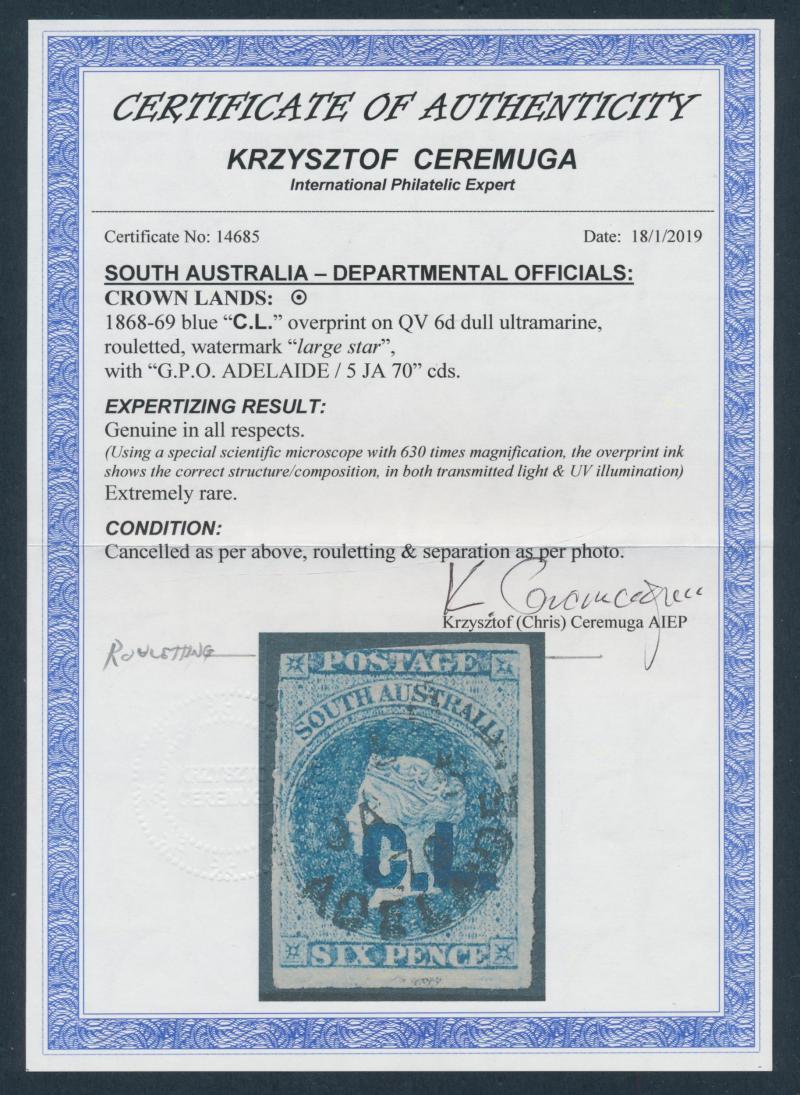 CERTIFICATE OF AUTHENTICITY
KRZYSZTOF CEREMUGA
International Philatelic Expert
Certificate No: 14685 Date: 18/1/2019
SOUTH AUSTRALIA – DEPARTMENTAL OFFICIALS:
CROWN LANDS: ☉
1868-69 blue “C.L.” overprint on QV 6d dull ultramarine,
rouletted, watermark “large star”,
with “G.P.O. ADELAIDE / 5 JA 70” cds.
EXPERTIZING RESULT:
Genuine in all respects.
(Using a special scientific microscope with 630 times magnification, the overprint ink
shows the correct structure/composition, in both transmitted light & UV illumination)
Extremely rare.
CONDITION:
Cancelled as per above, rouletting & separation as per photo.
K. Ceremuga
Krzysztof (Chris) Ceremuga AIEP
ROULETTING
POSTAGE
SOUTH AUSTRALIA
JA
C.L.
ADELAIDE
SIX PENCE
KRZYSZTO
CEREMUGA